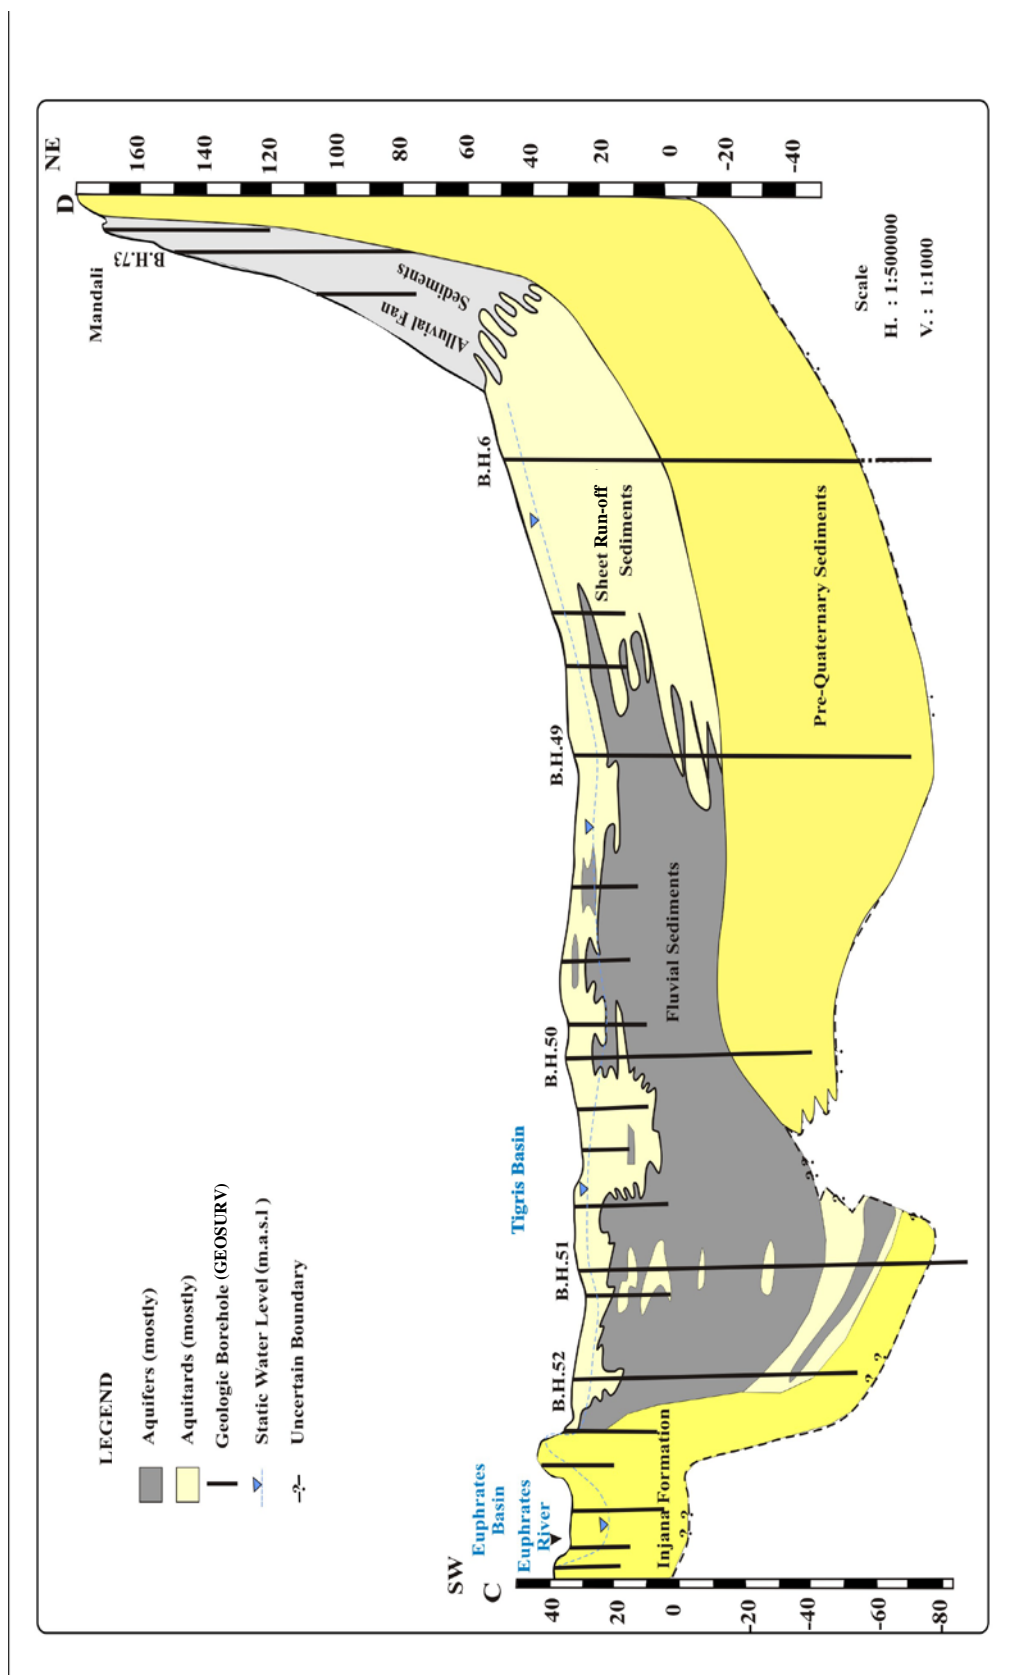 SW
C
NE
D
Mandali
B.H.73
Alluvial Fan
Sediments
B.H.6
B.H.49
B.H.50
B.H.51
B.H.52
Tigris Basin
Euphrates
Basin
Euphrates
River
Sheet Run-off
Sediments
Fluvial Sediments
Pre-Quaternary Sediments
Injana Formation
40
20
0
-20
-40
-60
-80
160
140
120
100
80
60
40
20
0
-20
-40
?
?
?
?
?
?
?
?
LEGEND
Aquifers (mostly)
Aquitards (mostly)
Geologic Borehole (GEOSURV)
Static Water Level (m.a.s.l )
-?- Uncertain Boundary
Scale
H. : 1:500000
V. : 1:1000